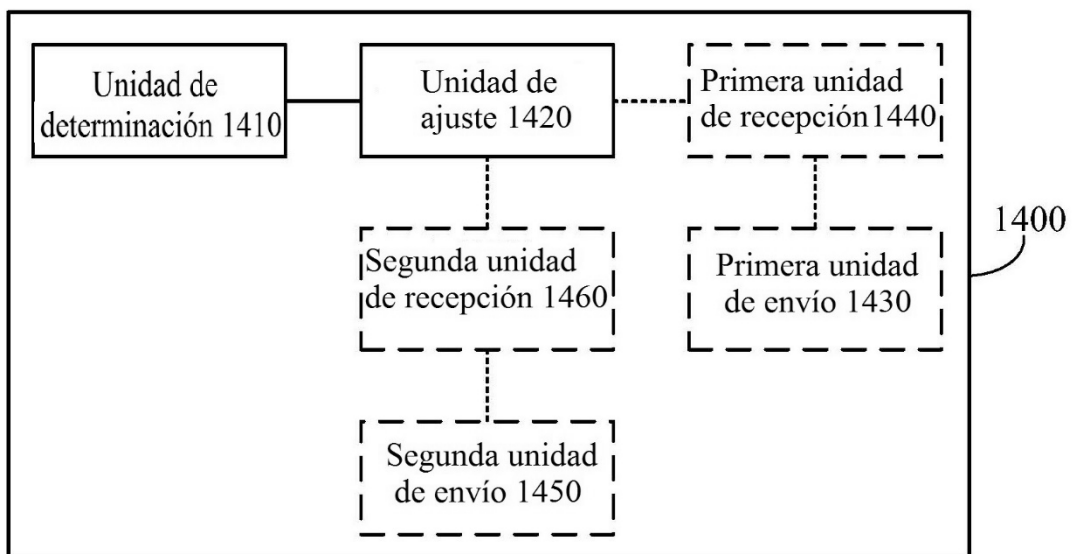 Unidad de
determinación 1410
Unidad de
ajuste 1420
Primera unidad
de recepción1440
1400
Segunda unidad
de recepción 1460
Primera unidad
de envío 1430
Segunda unidad
de envío 1450